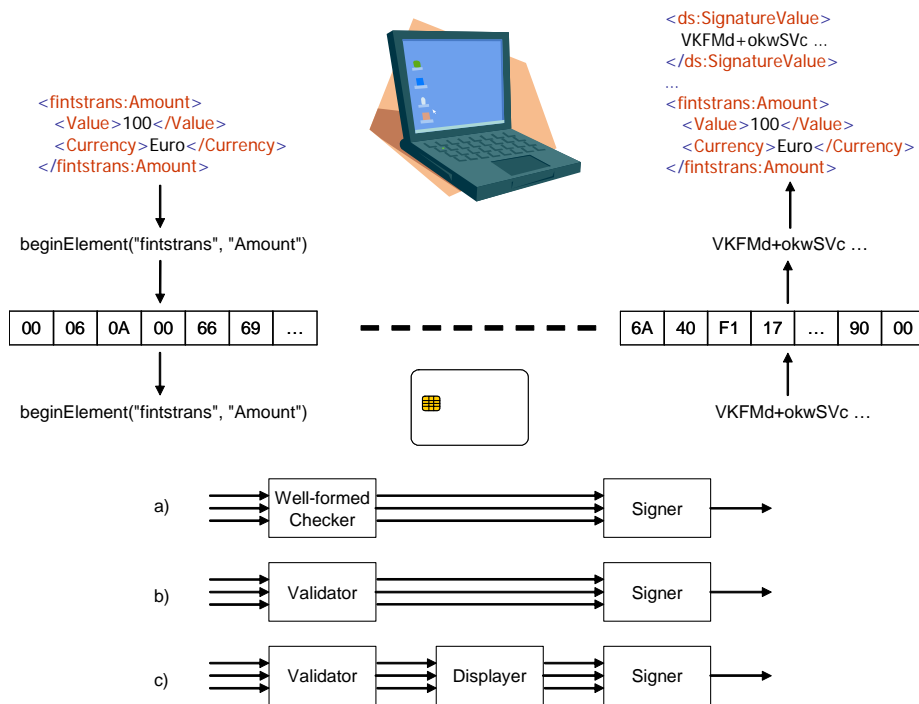 <fintstrans:Amount>
<Value>100</Value>
<Currency>Euro</Currency>
</fintstrans:Amount>
beginElement("fintstrans", "Amount")
00 06 0A 00 66 69 ...
beginElement("fintstrans", "Amount")
<ds:SignatureValue>
VKFMd+okwSVc ...
</ds:SignatureValue>
...
<fintstrans:Amount>
<Value>100</Value>
<Currency>Euro</Currency>
</fintstrans:Amount>
VKFMd+okwSVc ...
6A 40 F1 17 ... 90 00
VKFMd+okwSVc ...
a) Well-formed Signer
Checker
b) Validator Signer
c) Validator Displayer Signer